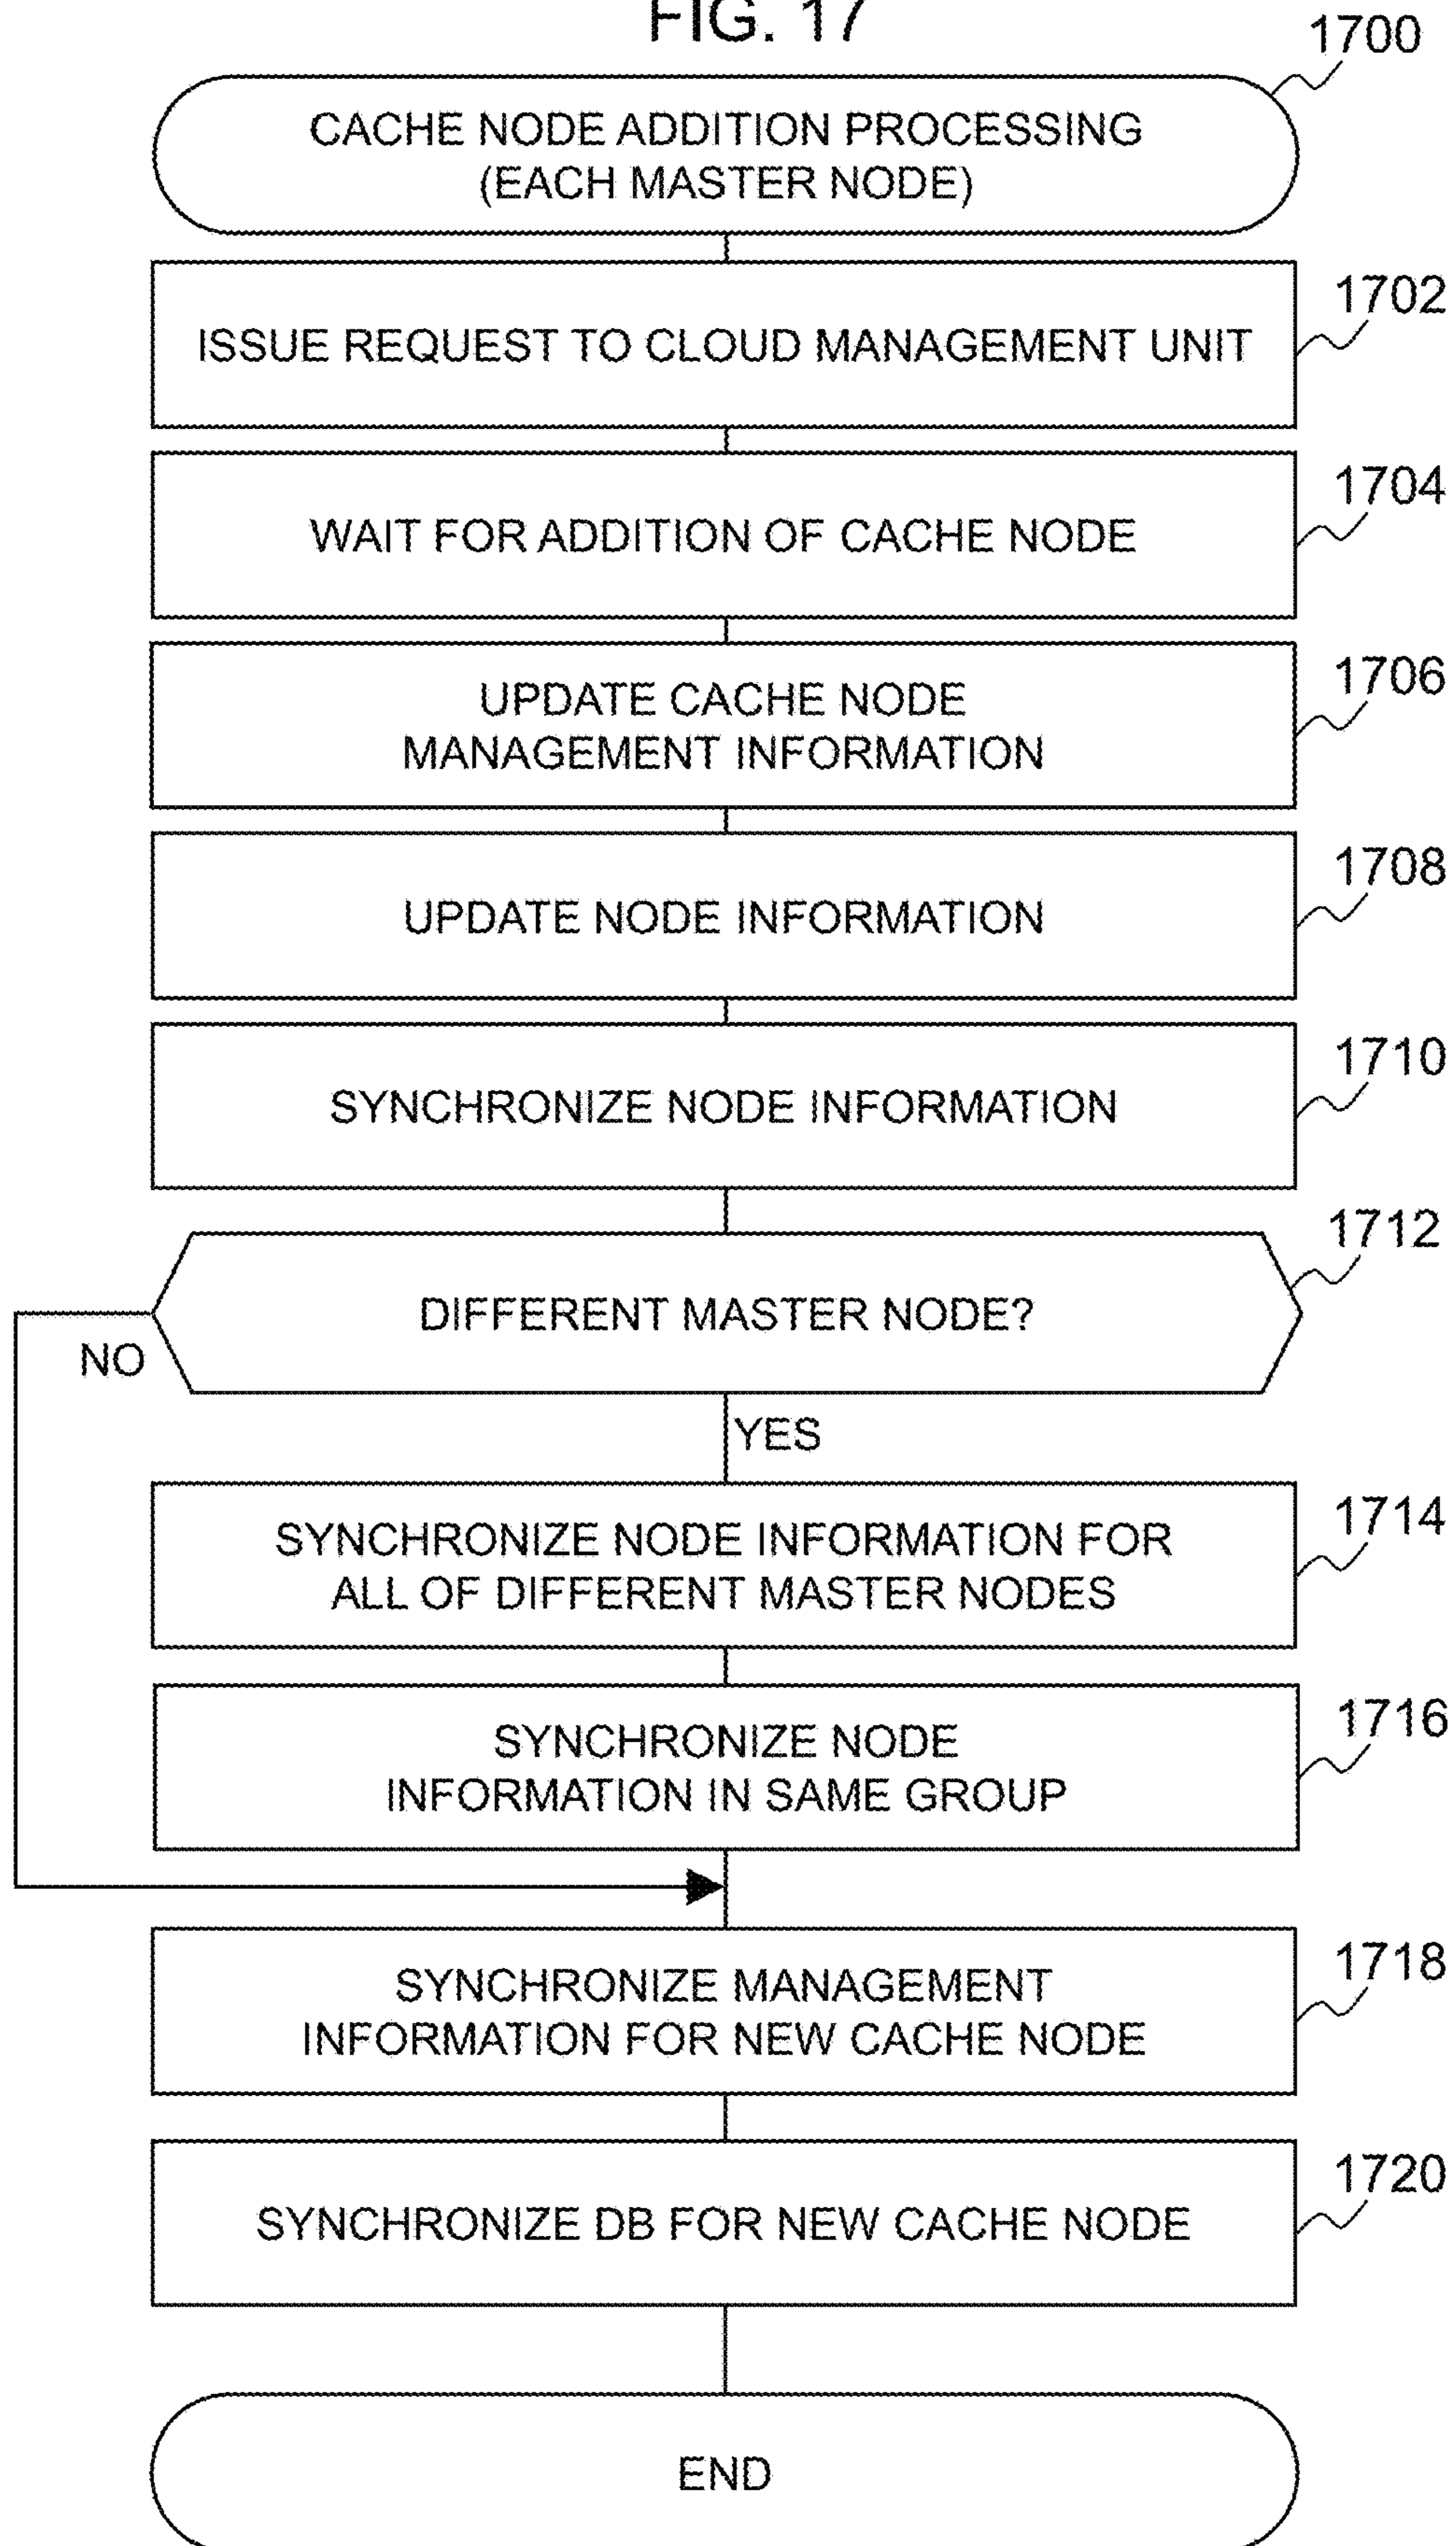 FIG. 17
1700
CACHE NODE ADDITION PROCESSING
(EACH MASTER NODE)
1702
ISSUE REQUEST TO CLOUD MANAGEMENT UNIT
1704
WAIT FOR ADDITION OF CACHE NODE
1706
UPDATE CACHE NODE
MANAGEMENT INFORMATION
1708
UPDATE NODE INFORMATION
1710
SYNCHRONIZE NODE INFORMATION
1712
DIFFERENT MASTER NODE?
NO
YES
1714
SYNCHRONIZE NODE INFORMATION FOR
ALL OF DIFFERENT MASTER NODES
1716
SYNCHRONIZE NODE
INFORMATION IN SAME GROUP
1718
SYNCHRONIZE MANAGEMENT
INFORMATION FOR NEW CACHE NODE
1720
SYNCHRONIZE DB FOR NEW CACHE NODE
END